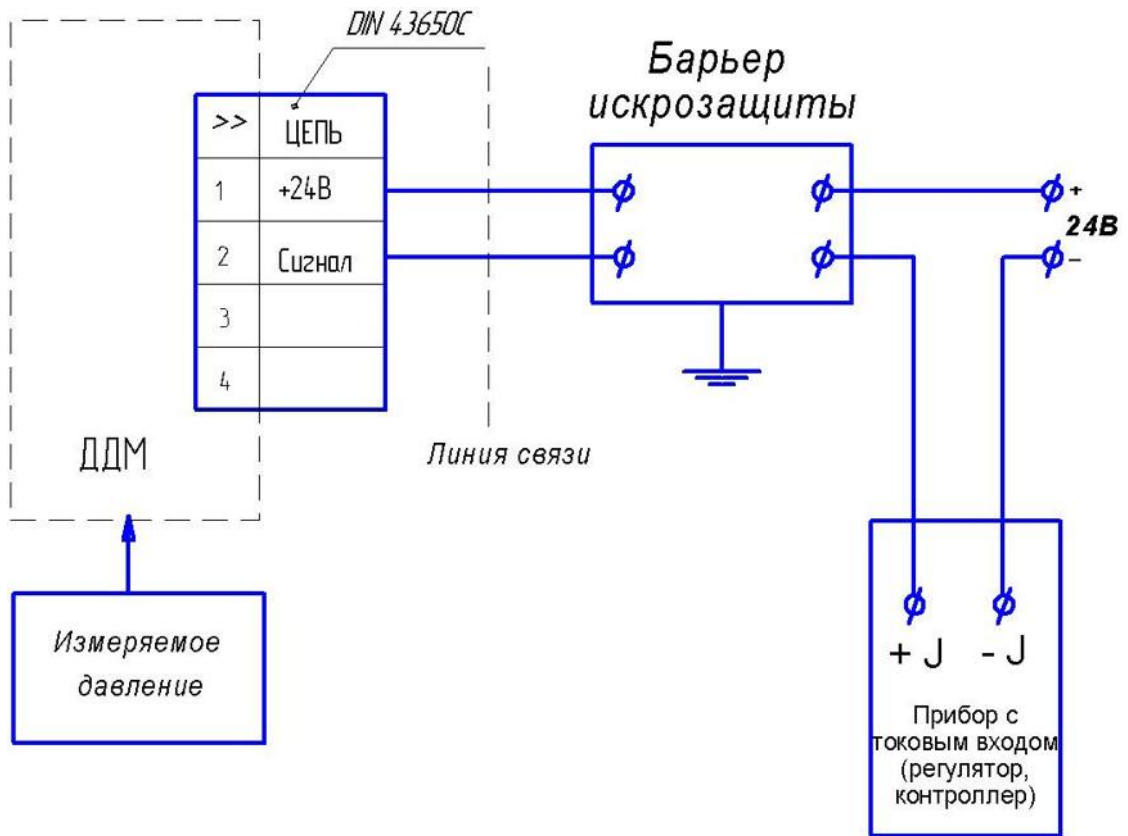 DIN 43650C
Барьер
искрозащиты
>> ЦЕПЬ
1 +24В
2 Сигнал
3
4
+
24В
-
ДДМ
Линия связи
Измеряемое
давление
+ J - J
Прибор с
токовым входом
(регулятор,
контроллер)